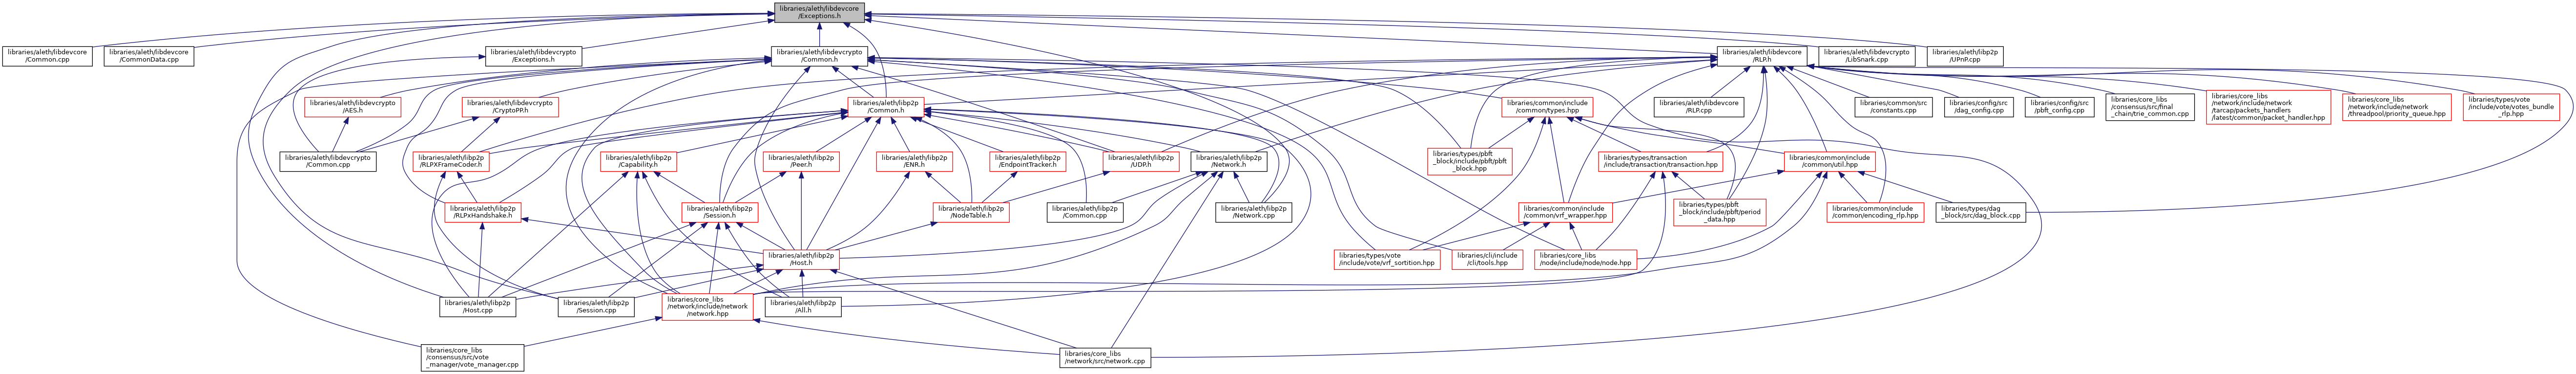 libraries/aleth/libdevcore
/Exceptions.h
libraries/aleth/libdevcore
/Common.cpp
libraries/aleth/libdevcore
/CommonData.cpp
libraries/aleth/libdevcrypto
/Exceptions.h
libraries/aleth/libdevcrypto
/Common.h
libraries/aleth/libdevcore
/RLP.h
libraries/aleth/libdevcrypto
/LibSnark.cpp
libraries/aleth/libp2p
/UPnP.cpp
libraries/aleth/libdevcrypto
/AES.h
libraries/aleth/libdevcrypto
/CryptoPP.h
libraries/aleth/libp2p
/Common.h
libraries/common/include
/common/types.hpp
libraries/aleth/libdevcore
/RLP.cpp
libraries/common/src
/constants.cpp
libraries/config/src
/dag_config.cpp
libraries/config/src
/pbft_config.cpp
libraries/core_libs
/consensus/src/final
_chain/trie_common.cpp
libraries/core_libs
/network/include/network
/tarcap/packets_handlers
/latest/common/packet_handler.hpp
libraries/core_libs
/network/include/network
/threadpool/priority_queue.hpp
libraries/types/vote
/include/vote/votes_bundle
_rlp.hpp
libraries/aleth/libdevcrypto
/Common.cpp
libraries/aleth/libp2p
/RLPXFrameCoder.h
libraries/aleth/libp2p
/Capability.h
libraries/aleth/libp2p
/Peer.h
libraries/aleth/libp2p
/ENR.h
libraries/aleth/libp2p
/EndpointTracker.h
libraries/aleth/libp2p
/UDP.h
libraries/aleth/libp2p
/Network.h
libraries/types/pbft
_block/include/pbft/pbft
_block.hpp
libraries/types/transaction
/include/transaction/transaction.hpp
libraries/common/include
/common/util.hpp
libraries/aleth/libp2p
/RLPxHandshake.h
libraries/aleth/libp2p
/Session.h
libraries/aleth/libp2p
/NodeTable.h
libraries/aleth/libp2p
/Common.cpp
libraries/aleth/libp2p
/Network.cpp
libraries/common/include
/common/vrf_wrapper.hpp
libraries/types/pbft
_block/include/pbft/period
_data.hpp
libraries/common/include
/common/encoding_rlp.hpp
libraries/types/dag
_block/src/dag_block.cpp
libraries/aleth/libp2p
/Host.h
libraries/types/vote
/include/vote/vrf_sortition.hpp
libraries/cli/include
/cli/tools.hpp
libraries/core_libs
/node/include/node/node.hpp
libraries/aleth/libp2p
/Host.cpp
libraries/aleth/libp2p
/Session.cpp
libraries/core_libs
/network/include/network
/network.hpp
libraries/aleth/libp2p
/All.h
libraries/core_libs
/consensus/src/vote
_manager/vote_manager.cpp
libraries/core_libs
/network/src/network.cpp